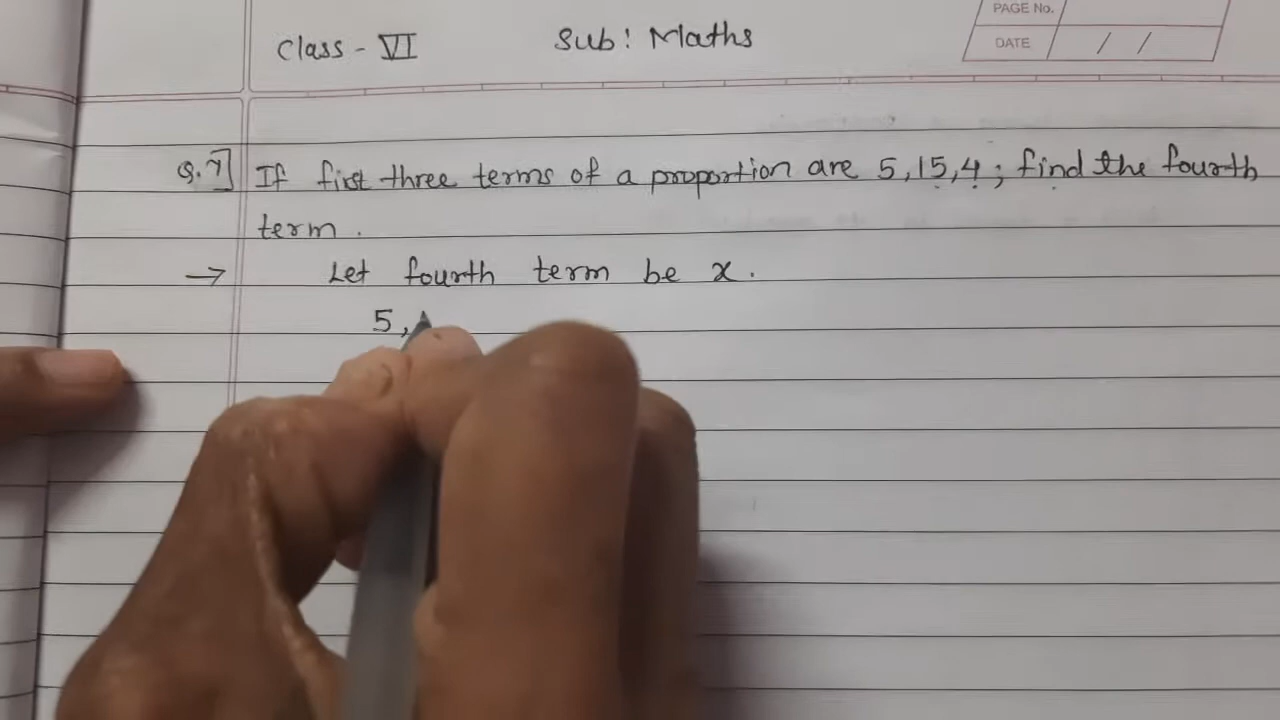 PAGE No.
Class - VI Sub: Maths
DATE / /
Q.1] If first three terms of a proportion are 5, 15, 4 ; find the fourth
term.
→ Let fourth term be x.
5,